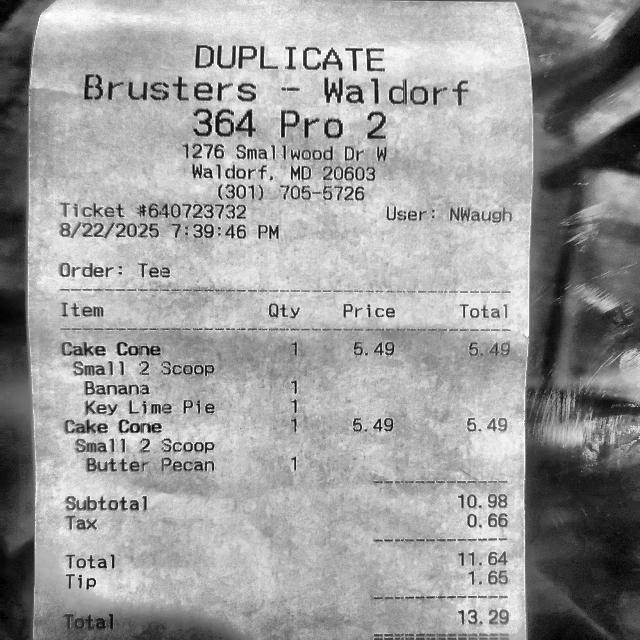 DUPLICATE
Brusters - Waldorf
364 Pro 2
1276 Smallwood Dr W
Waldorf, MD 20603
(301) 705-5726
Ticket #640723732 User: NWaugh
8/22/2025 7:39:46 PM
Order: Tee
Item Qty Price Total
Cake Cone 1 5.49 5.49
Small 2 Scoop
Banana 1
Key Lime Pie 1
Cake Cone 1 5.49 5.49
Small 2 Scoop
Butter Pecan 1
Subtotal 10.98
Tax 0.66
Total 11.64
Tip 1.65
Total 13.29